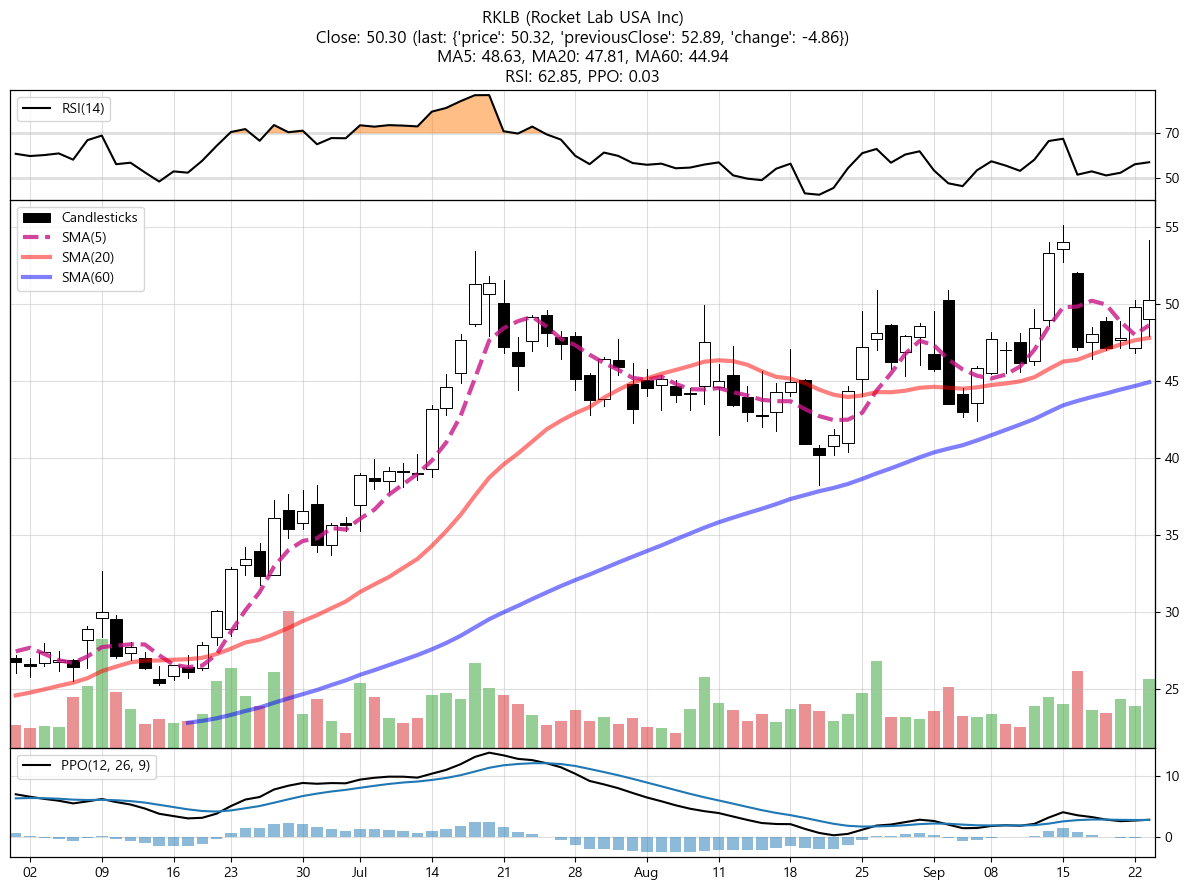 RKLB (Rocket Lab USA Inc)
Close: 50.30 (last: {'price': 50.32, 'previousClose': 52.89, 'change': -4.86})
MA5: 48.63, MA20: 47.81, MA60: 44.94
RSI: 62.85, PPO: 0.03
RSI(14)
70
50
Candlesticks
SMA(5)
SMA(20)
SMA(60)
55
50
45
40
35
30
25
PPO(12, 26, 9)
10
0
02 09 16 23 30 Jul 14 21 28 Aug 11 18 25 Sep 08 15 22